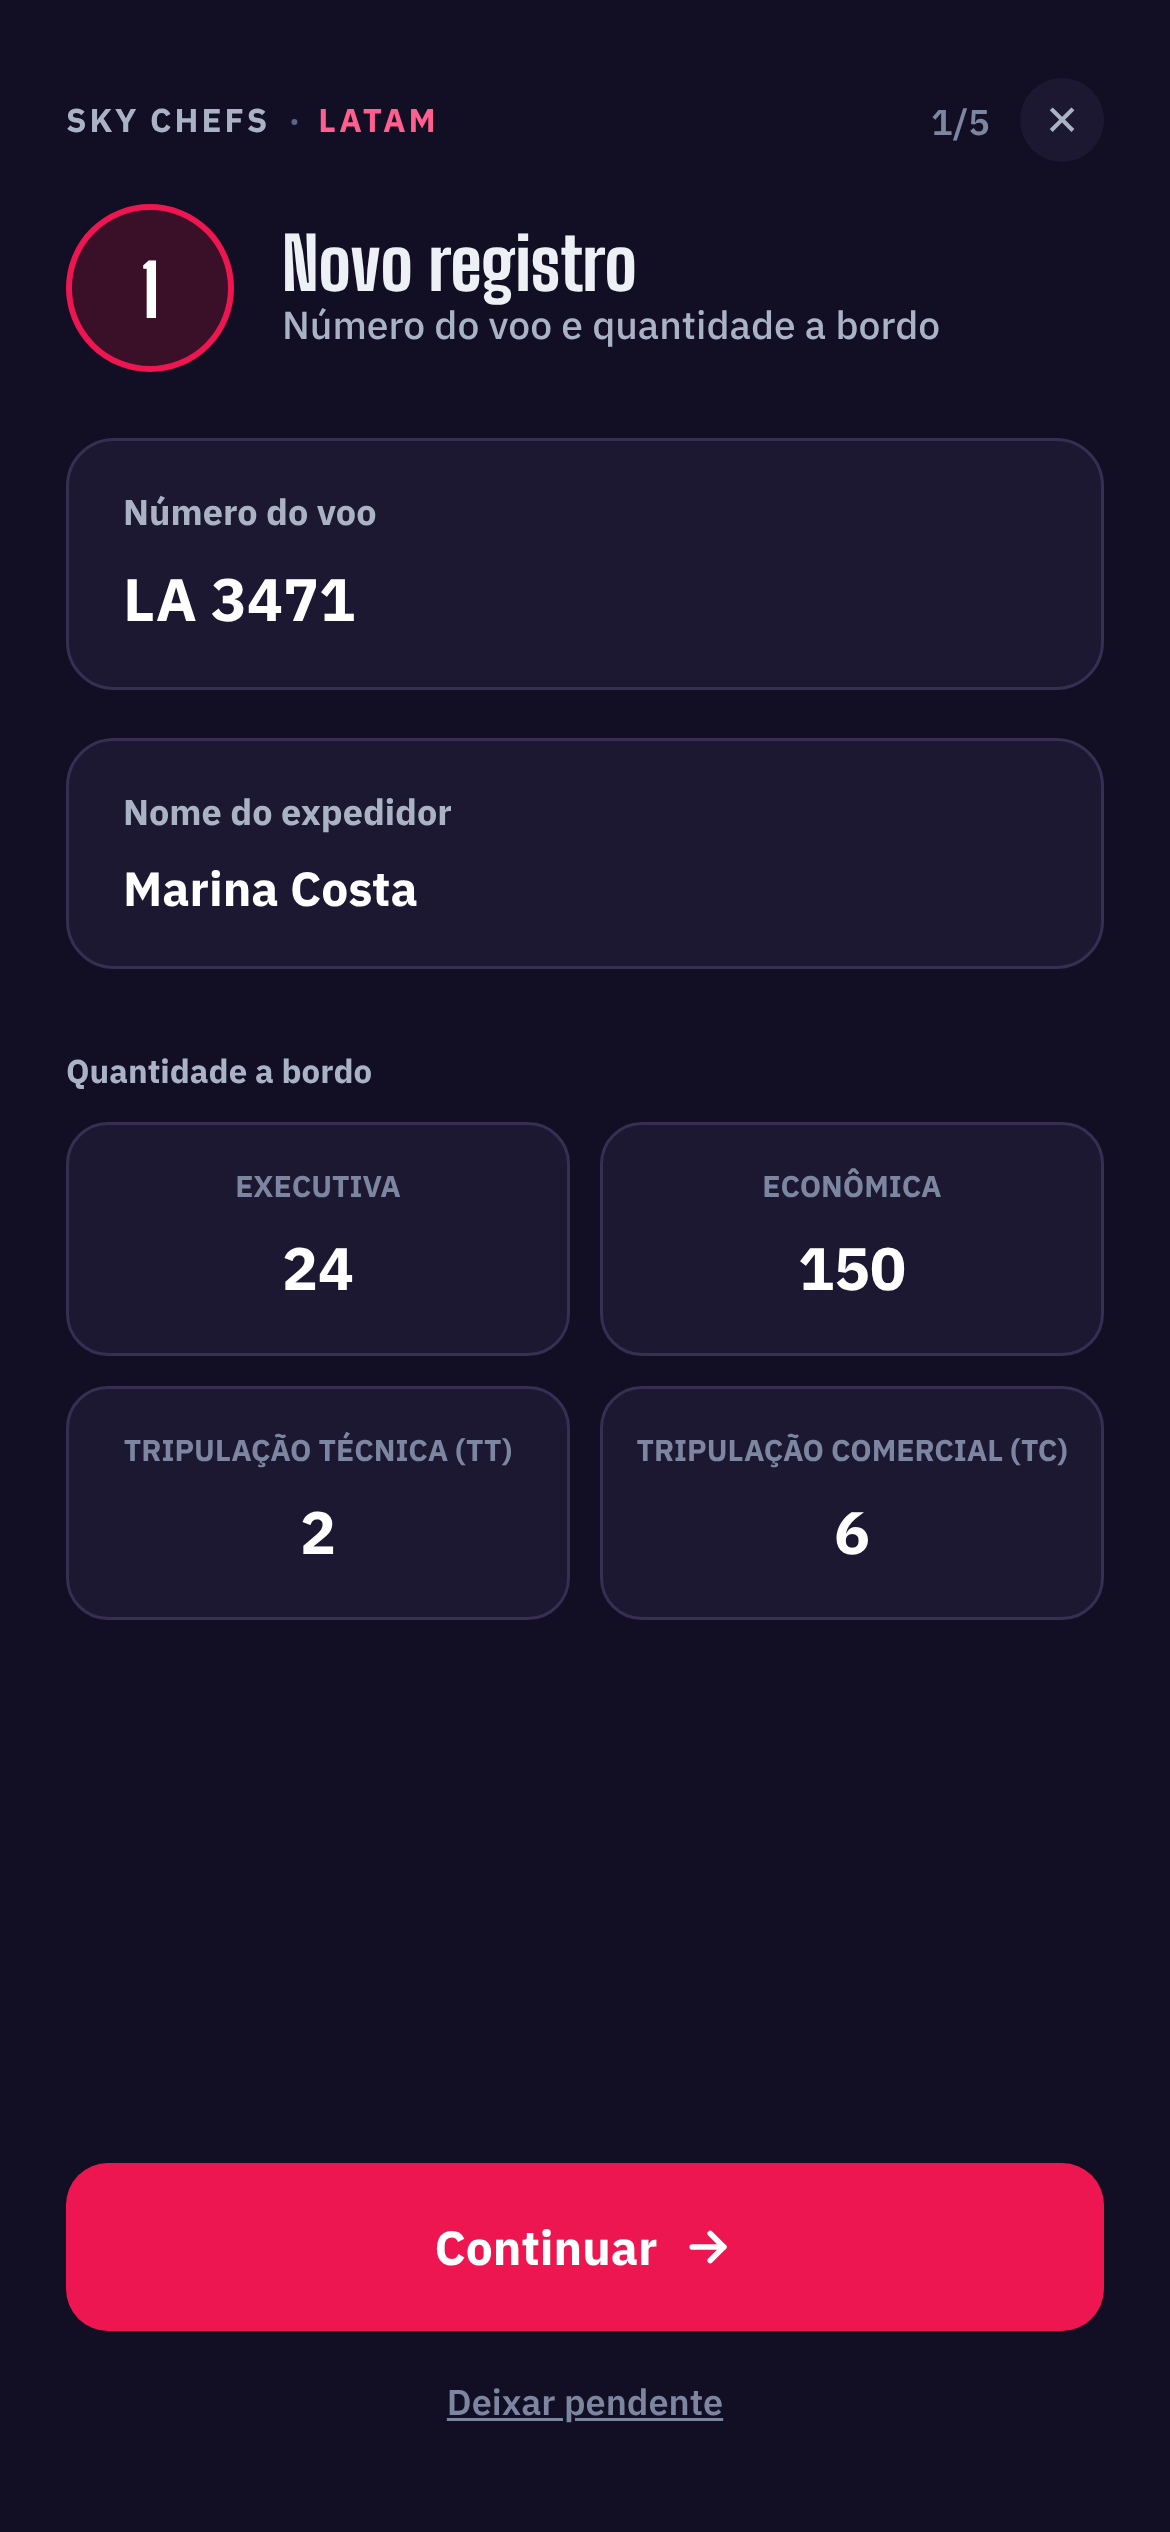 SKY CHEFS · LATAM
1/5 ✕
1
Novo registro
Número do voo e quantidade a bordo
Número do voo
LA 3471
Nome do expedidor
Marina Costa
Quantidade a bordo
EXECUTIVA
24
ECONÔMICA
150
TRIPULAÇÃO TÉCNICA (TT)
2
TRIPULAÇÃO COMERCIAL (TC)
6
Continuar →
Deixar pendente